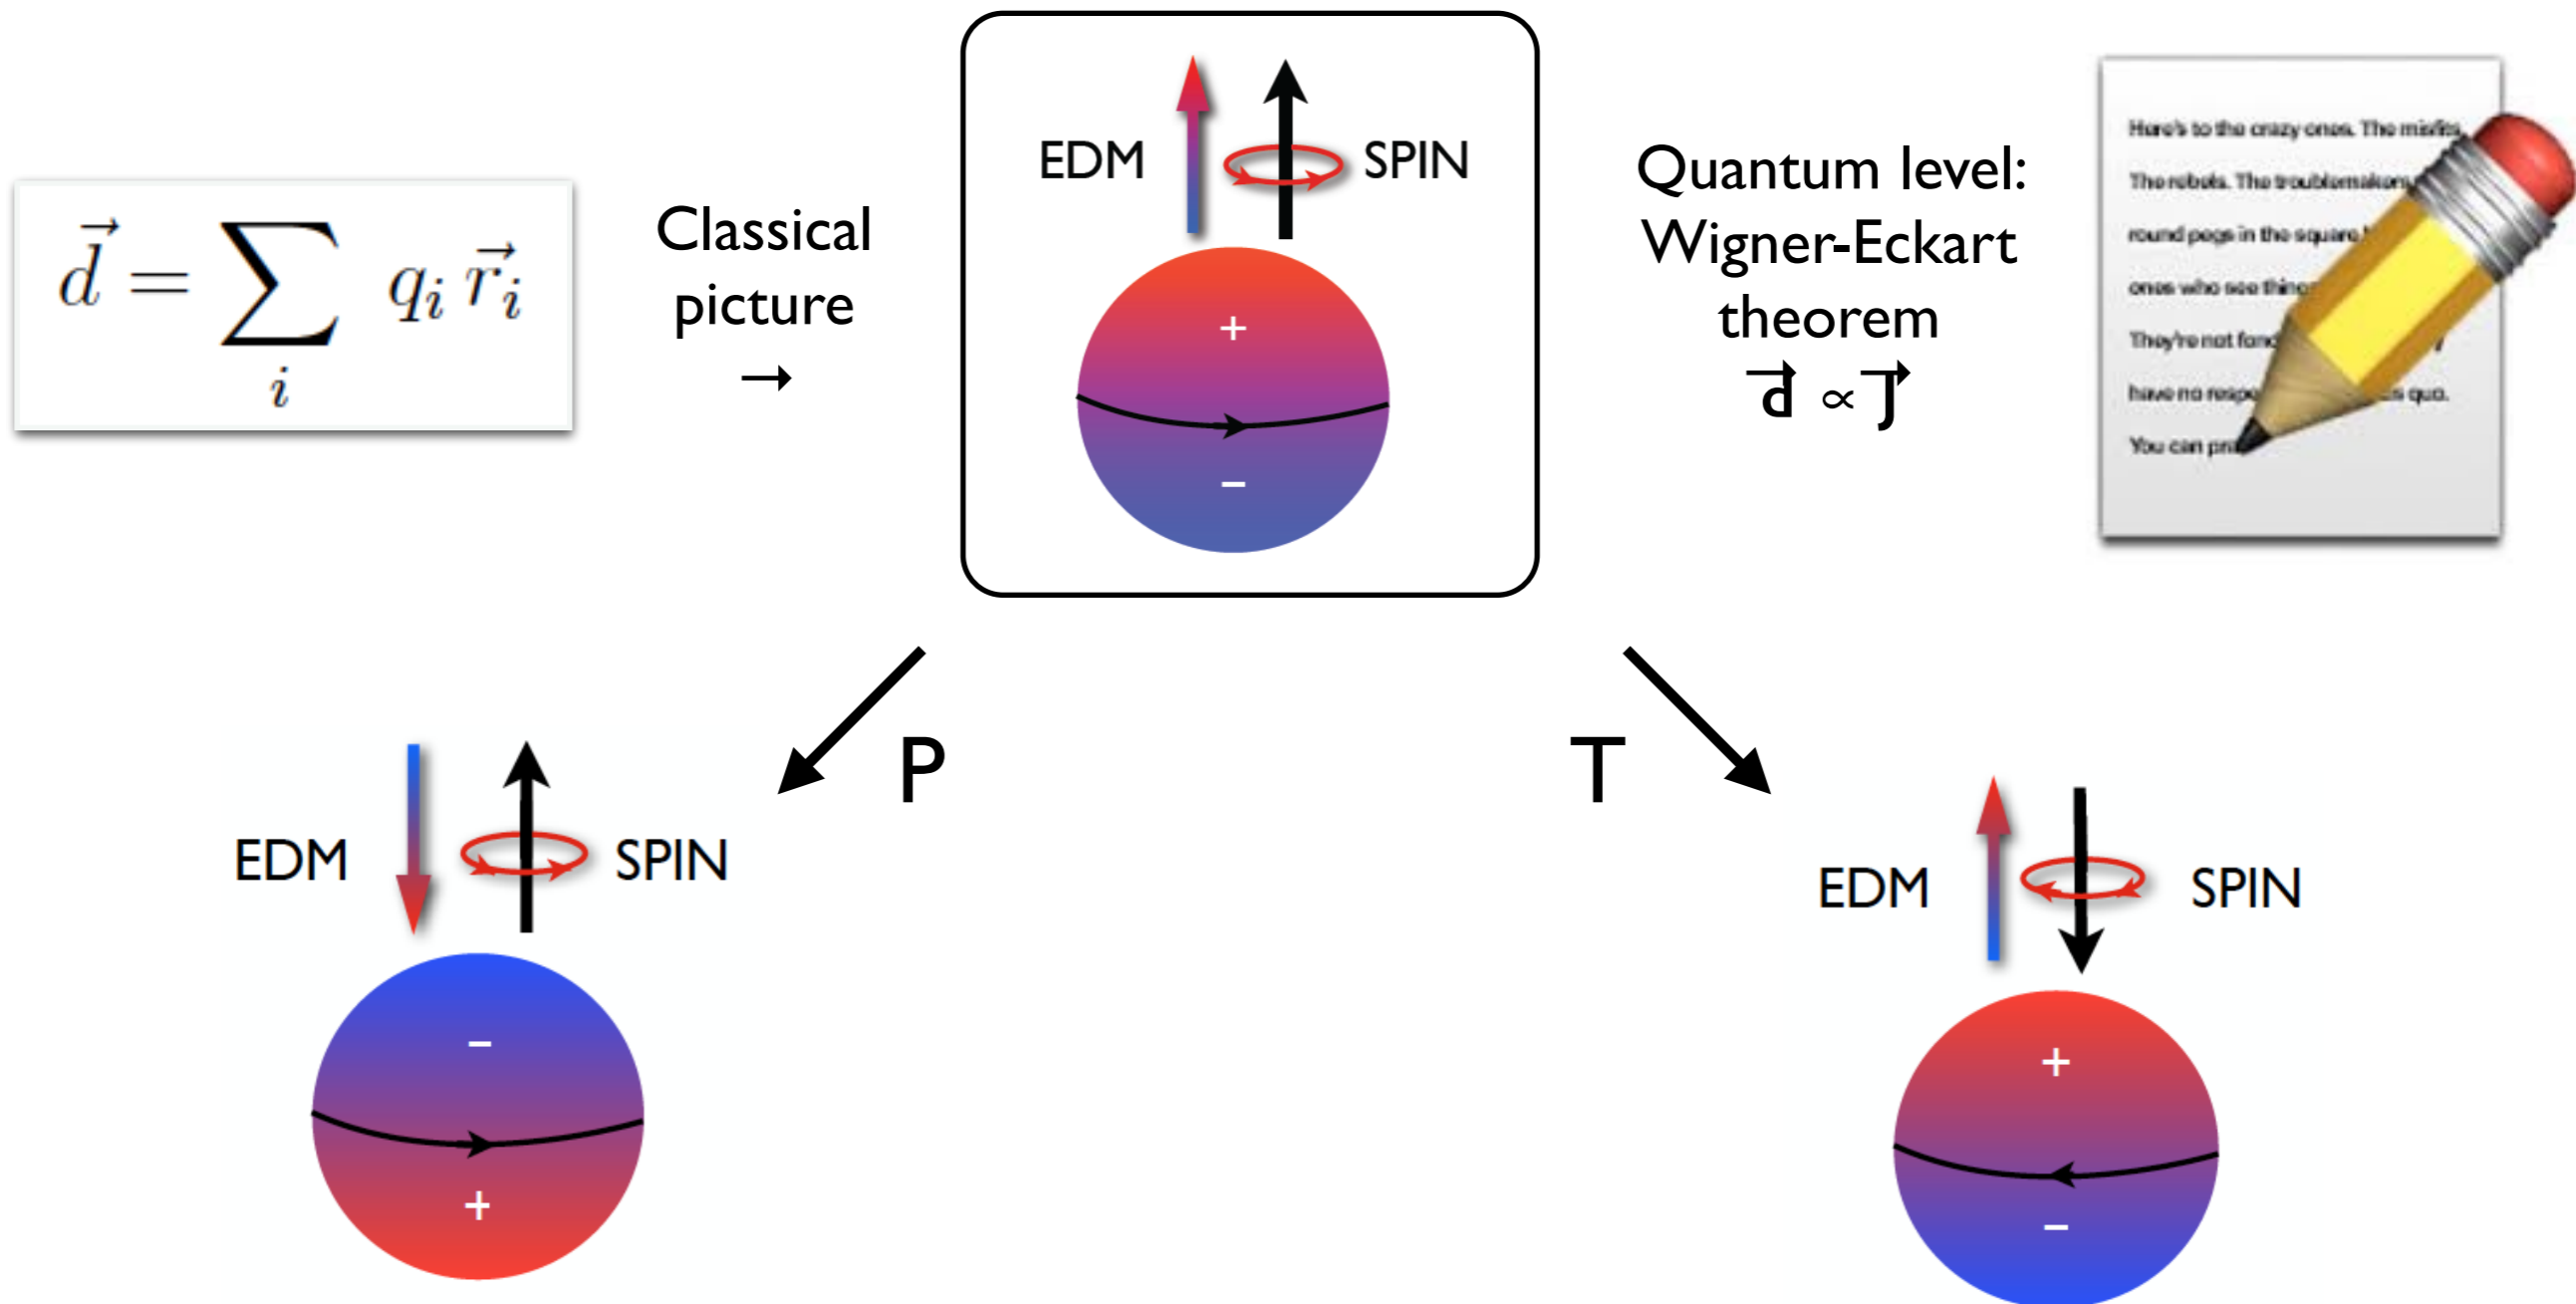 d⃗ = ∑ᵢ qᵢ r⃗ᵢ
Classical
picture
→
EDM
SPIN
+
−
Quantum level:
Wigner-Eckart
theorem
d⃗ ∝ J⃗
Here's to the crazy ones. The misfits.
The rebels. The troublemakers
round pegs in the square
ones who see things
They're not fond
have no respe
s quo.
You can pra
P
T
EDM
SPIN
−
+
EDM
SPIN
+
−